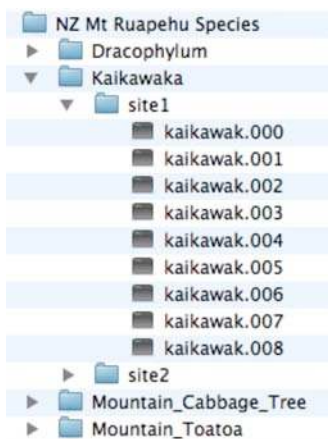 NZ Mt Ruapehu Species
Dracophylum
Kaikawaka
site1
kaikawak.000
kaikawak.001
kaikawak.002
kaikawak.003
kaikawak.004
kaikawak.005
kaikawak.006
kaikawak.007
kaikawak.008
site2
Mountain_Cabbage_Tree
Mountain_Toatoa